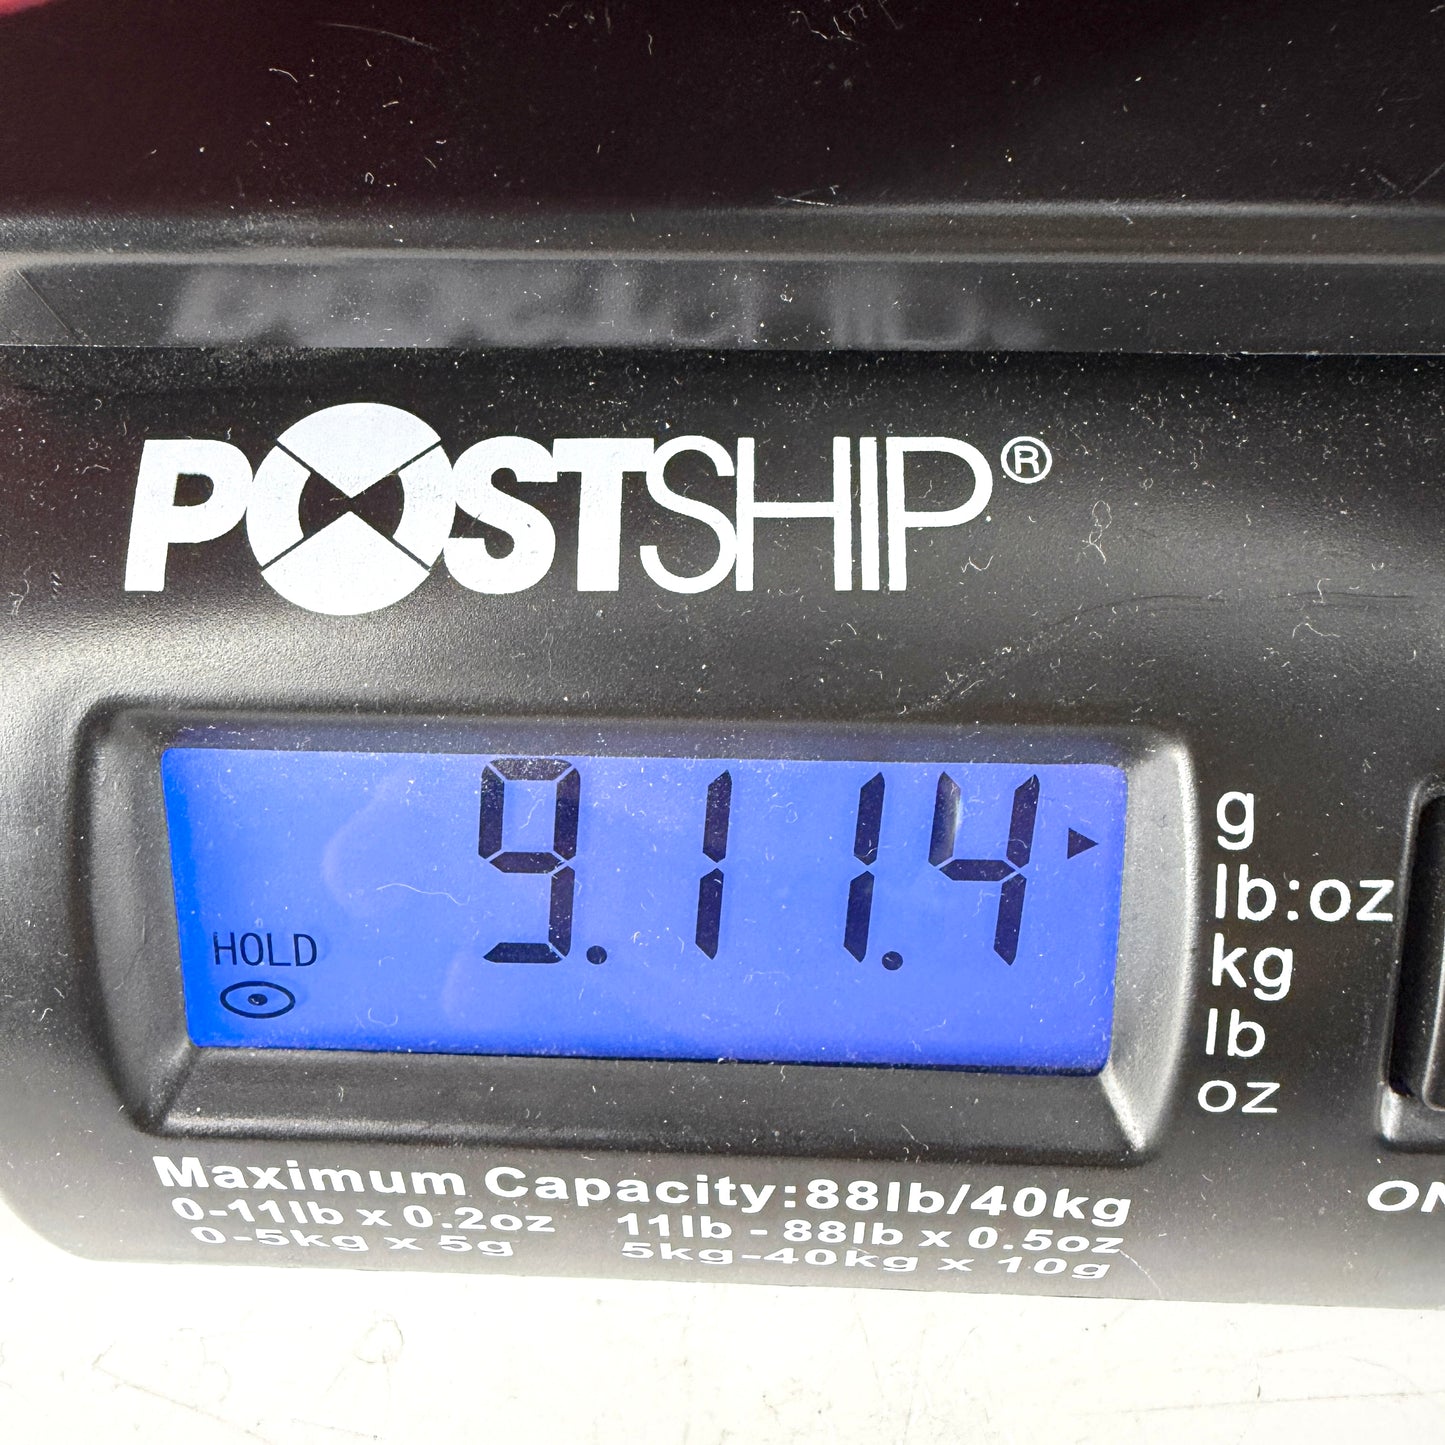 POSTSHIP®
9.11.4
HOLD
g
lb:oz
kg
lb
oz
Maximum Capacity:88lb/40kg
0-11lb x 0.2oz 11lb - 88lb x 0.5oz
0-5kg x 5g 5kg-40kg x 10g